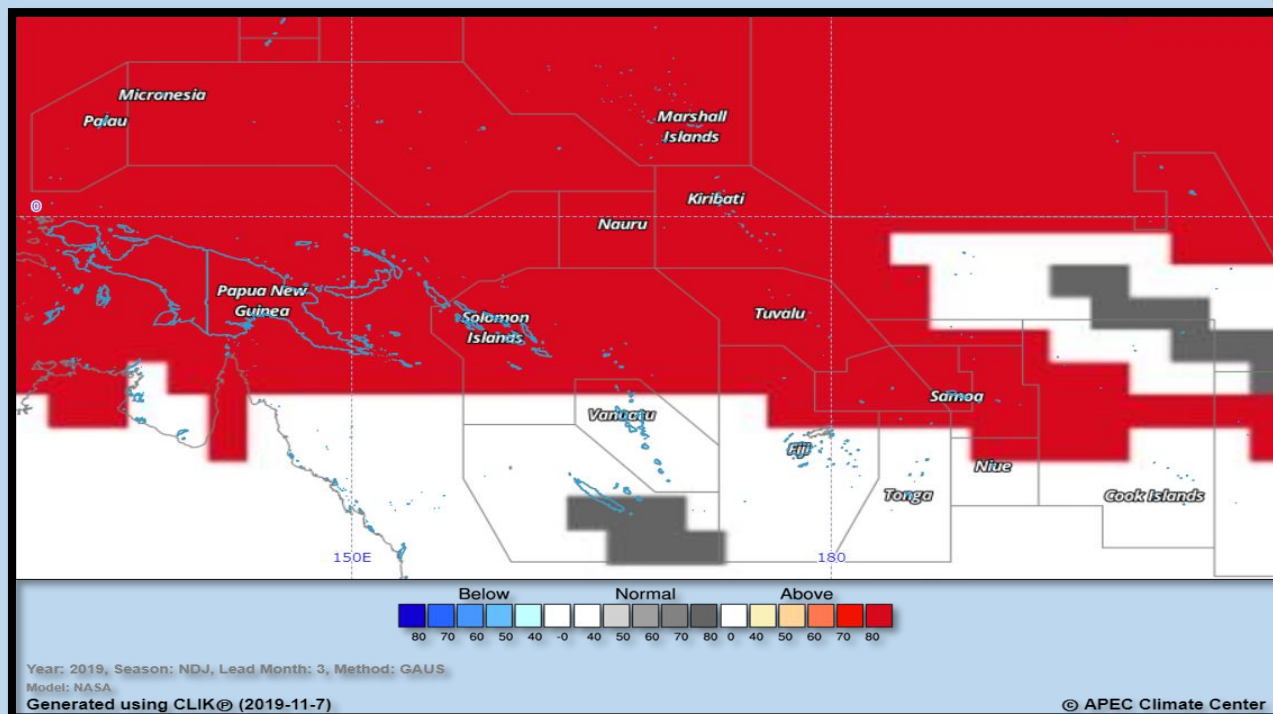 Micronesia
Palau
Marshall
Islands
0
Kiribati
Nauru
Papua New
Guinea
Solomon
Islands
Tuvalu
Samoa
Vanuatu
Fiji
Niue
Tonga
Cook Islands
150E
180
Below Normal Above
80 70 60 50 40 -0 40 50 60 70 80 0 40 50 60 70 80
Year: 2019, Season: NDJ, Lead Month: 3, Method: GAUS
Model: NASA
Generated using CLIK℗ (2019-11-7)
© APEC Climate Center